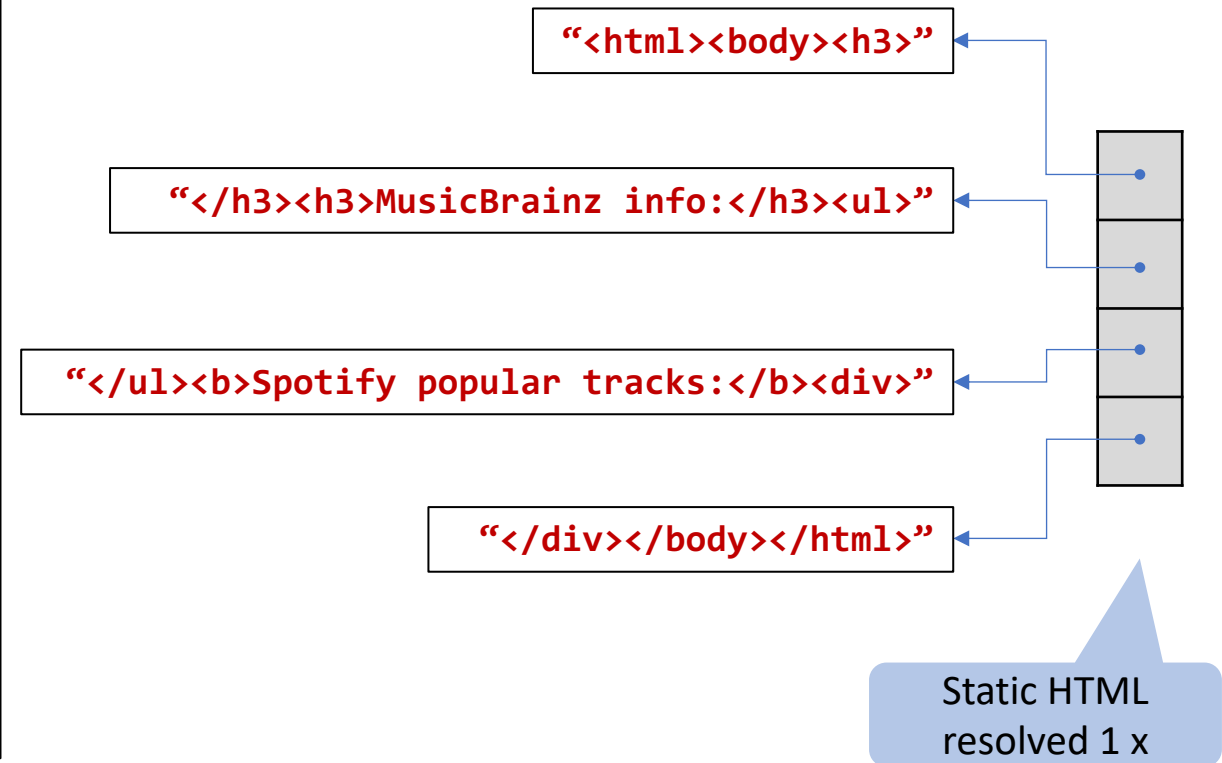 “<html><body><h3>”
“</h3><h3>MusicBrainz info:</h3><ul>”
“</ul><b>Spotify popular tracks:</b><div>”
“</div></body></html>”
Static HTML
resolved 1 x